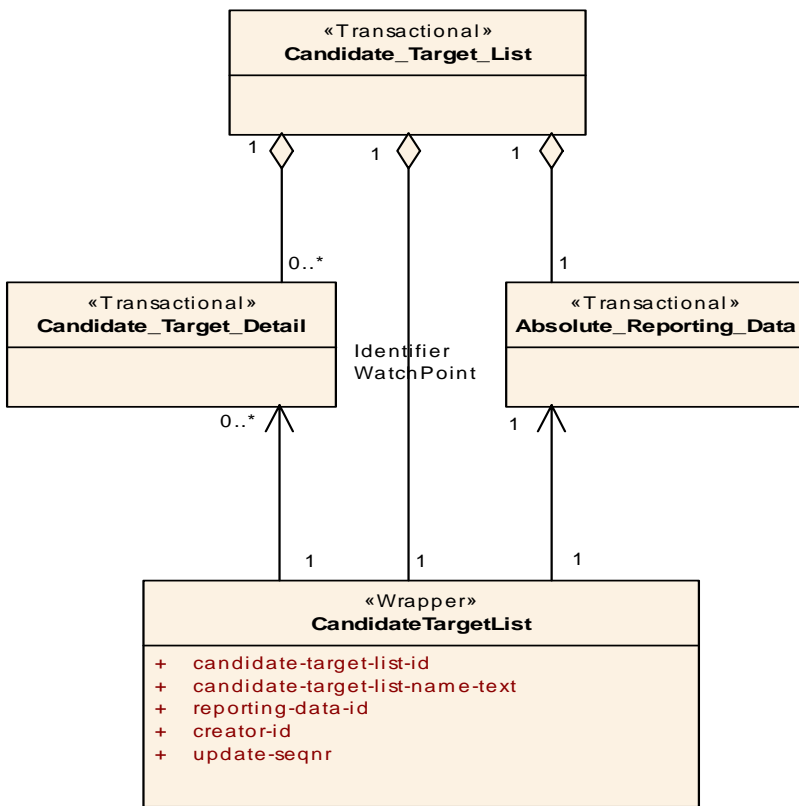 «Transactional»
Candidate_Target_List
1
1
1
0..*
1
«Transactional»
Candidate_Target_Detail
«Transactional»
Absolute_Reporting_Data
Identifier
WatchPoint
0..*
1
1
1
1
«Wrapper»
CandidateTargetList
+ candidate-target-list-id
+ candidate-target-list-name-text
+ reporting-data-id
+ creator-id
+ update-seqnr